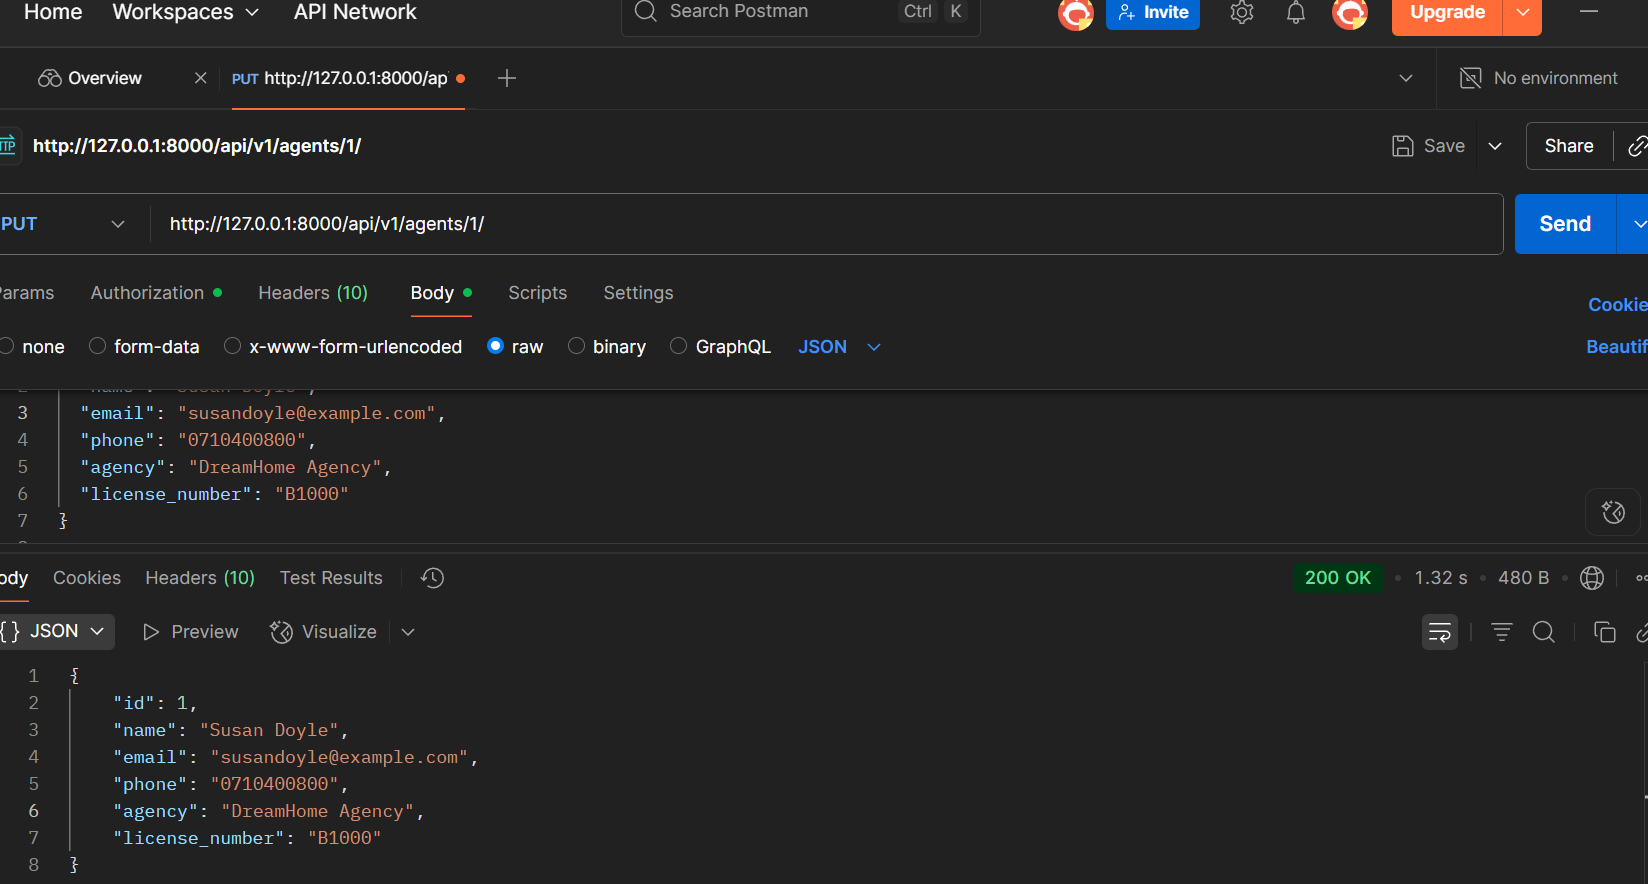 Home Workspaces API Network Search Postman Ctrl K Invite Upgrade
Overview PUT http://127.0.0.1:8000/ap No environment
http://127.0.0.1:8000/api/v1/agents/1/ Save Share
PUT http://127.0.0.1:8000/api/v1/agents/1/ Send
arams Authorization Headers (10) Body Scripts Settings Cookie
none form-data x-www-form-urlencoded raw binary GraphQL JSON Beautif
3 "email": "susandoyle@example.com",
4 "phone": "0710400800",
5 "agency": "DreamHome Agency",
6 "license_number": "B1000"
7 }
ody Cookies Headers (10) Test Results 200 OK 1.32 s 480 B
{} JSON Preview Visualize
1 {
2 "id": 1,
3 "name": "Susan Doyle",
4 "email": "susandoyle@example.com",
5 "phone": "0710400800",
6 "agency": "DreamHome Agency",
7 "license_number": "B1000"
8 }